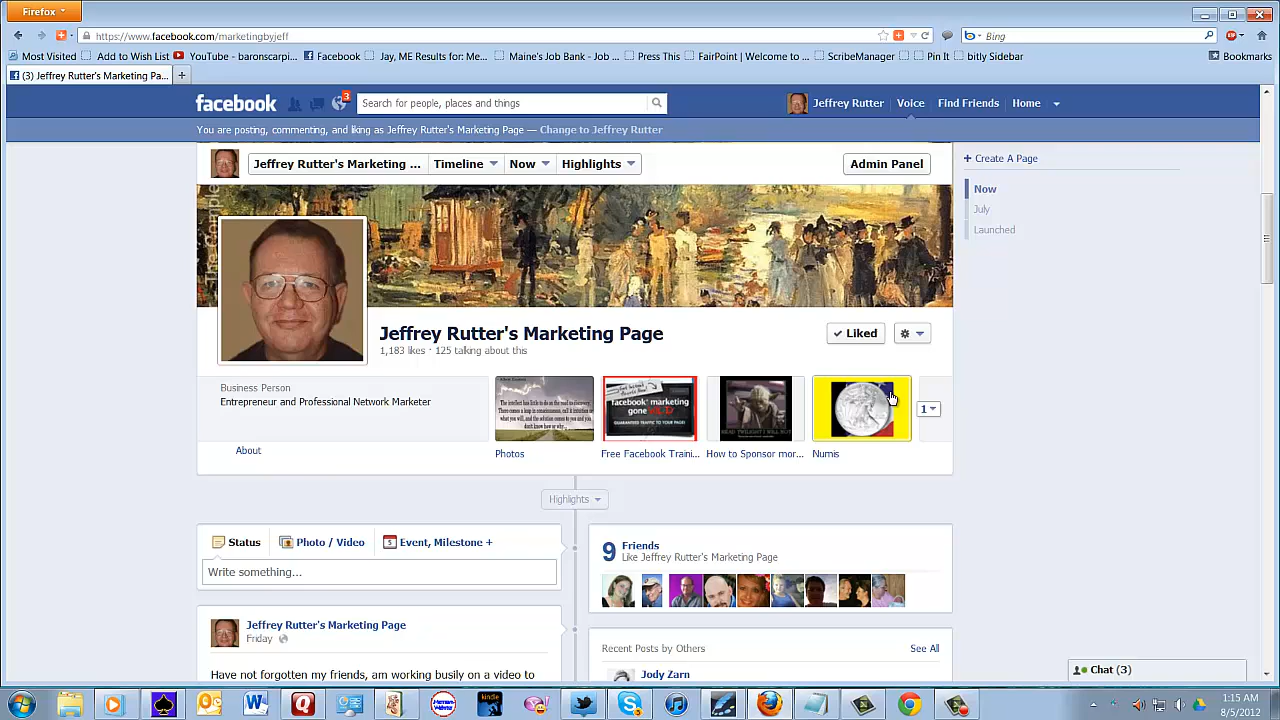 Firefox
https://www.facebook.com/marketingbyjeff
Bing
Most Visited
Add to Wish List
YouTube - bartscarpi...
Facebook
Jay, ME Results for: Me...
Maine's Job Bank - Job ...
Press This
FairPoint | Welcome to ...
ScribeManager
Pin It
bitly Sidebar
Bookmarks
(3) Jeffrey Rutter's Marketing Pa...
facebook
3
Search for people, places and things
Jeffrey Rutter
Voice
Find Friends
Home
You are posting, commenting, and liking as Jeffrey Rutter's Marketing Page — Change to Jeffrey Rutter
Jeffrey Rutter's Marketing ...
Timeline
Now
Highlights
Admin Panel
+ Create A Page
Now
July
Launched
Jeffrey Rutter's Marketing Page
1,183 likes · 125 talking about this
Liked
Business Person
Entrepreneur and Professional Network Marketer
About
facebook marketing
gone
GUARANTEED TRAFFIC TO YOUR PAGE!
1
Photos
Free Facebook Traini...
How to Sponsor mor...
Numis
Highlights
Status
Photo / Video
Event, Milestone +
Write something...
9
Friends
Like Jeffrey Rutter's Marketing Page
Jeffrey Rutter's Marketing Page
Friday
Have not forgotten my friends, am working busily on a video to
Recent Posts by Others
See All
Jody Zarn
Chat (3)
1:15 AM
8/5/2012